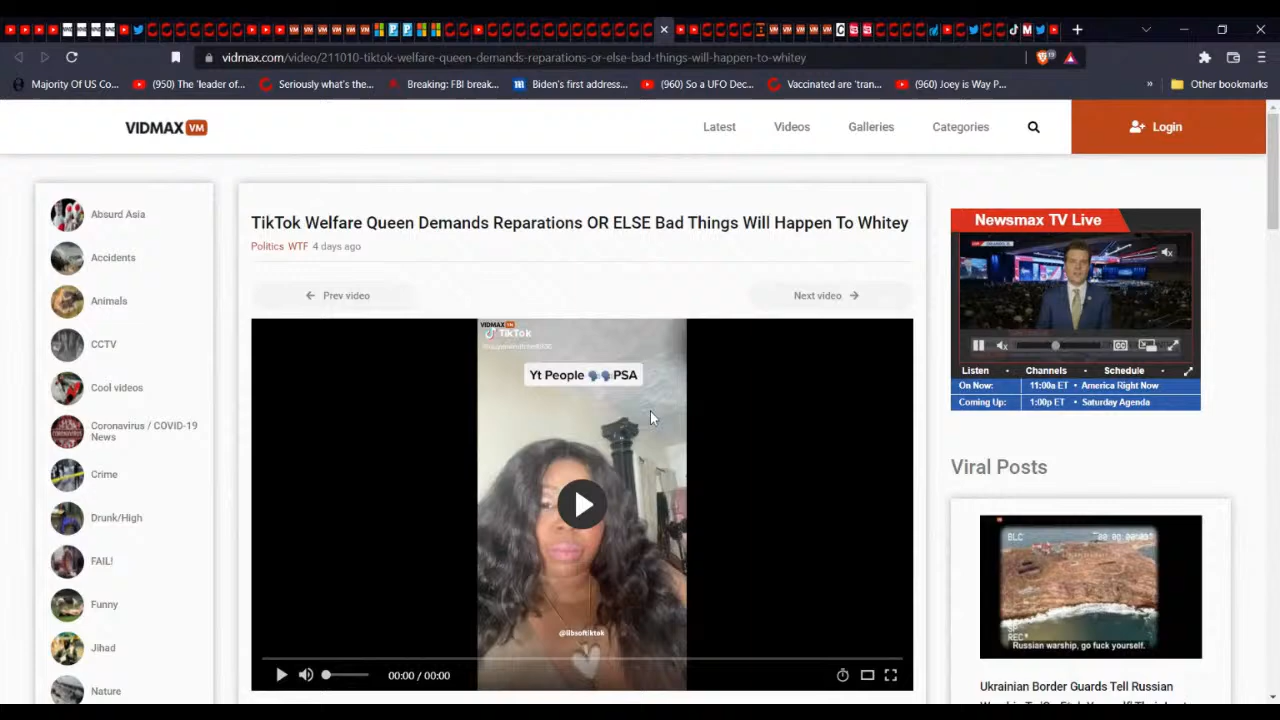 vidmax.com/video/211010-tiktok-welfare-queen-demands-reparations-or-else-bad-things-will-happen-to-whitey
Majority Of US Co...
(950) The 'leader of...
Seriously what's the...
Breaking: FBI break...
Biden's first address...
(960) So a UFO Dec...
Vaccinated are 'tran...
(960) Joey is Way P...
»
Other bookmarks
VIDMAX VM
Latest
Videos
Galleries
Categories
Login
Absurd Asia
Accidents
Animals
CCTV
Cool videos
Coronavirus / COVID-19
News
Crime
Drunk/High
FAIL!
Funny
Jihad
Nature
TikTok Welfare Queen Demands Reparations OR ELSE Bad Things Will Happen To Whitey
Politics WTF 4 days ago
Prev video
Next video
VIDMAX VM
TikTok
Yt People 🗣🗣PSA
@libsoftiktok
00:00 / 00:00
Newsmax TV Live
Listen • Channels • Schedule
On Now: 11:00a ET • America Right Now
Coming Up: 1:00p ET • Saturday Agenda
Viral Posts
BLC
REC
Russian warship, go fuck yourself.
Ukrainian Border Guards Tell Russian